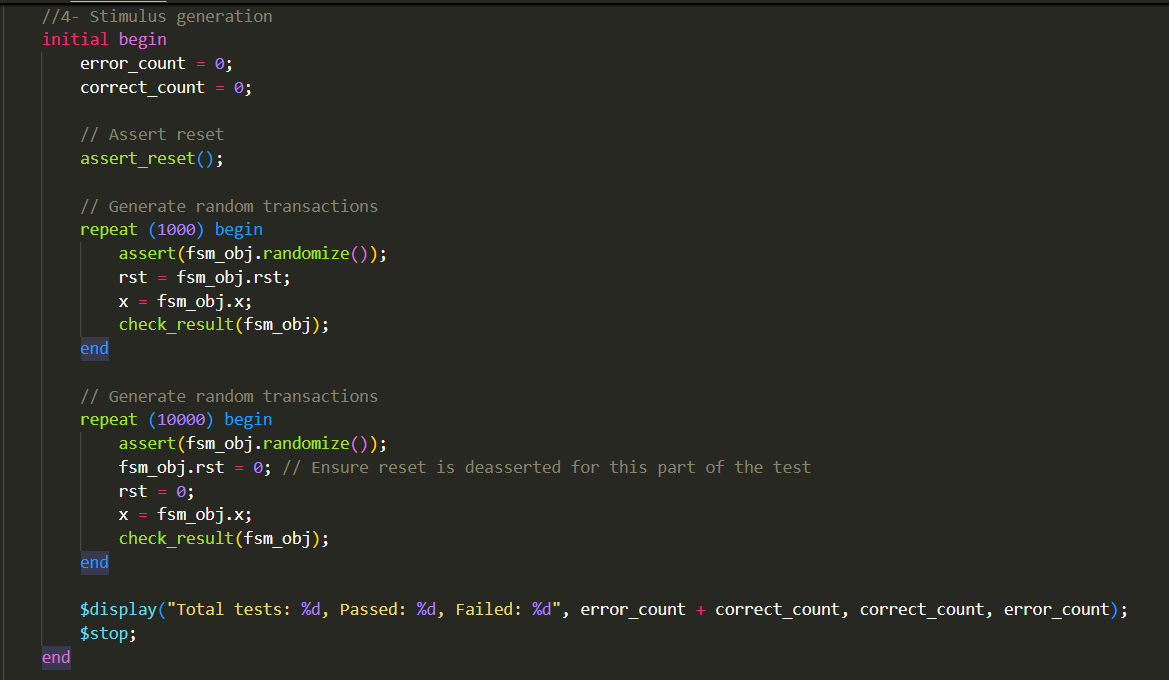 //4- Stimulus generation
initial begin
    error_count = 0;
    correct_count = 0;

    // Assert reset
    assert_reset();

    // Generate random transactions
    repeat (1000) begin
        assert(fsm_obj.randomize());
        rst = fsm_obj.rst;
        x = fsm_obj.x;
        check_result(fsm_obj);
    end

    // Generate random transactions
    repeat (10000) begin
        assert(fsm_obj.randomize());
        fsm_obj.rst = 0; // Ensure reset is deasserted for this part of the test
        rst = 0;
        x = fsm_obj.x;
        check_result(fsm_obj);
    end

    $display("Total tests: %d, Passed: %d, Failed: %d", error_count + correct_count, correct_count, error_count);
    $stop;
end